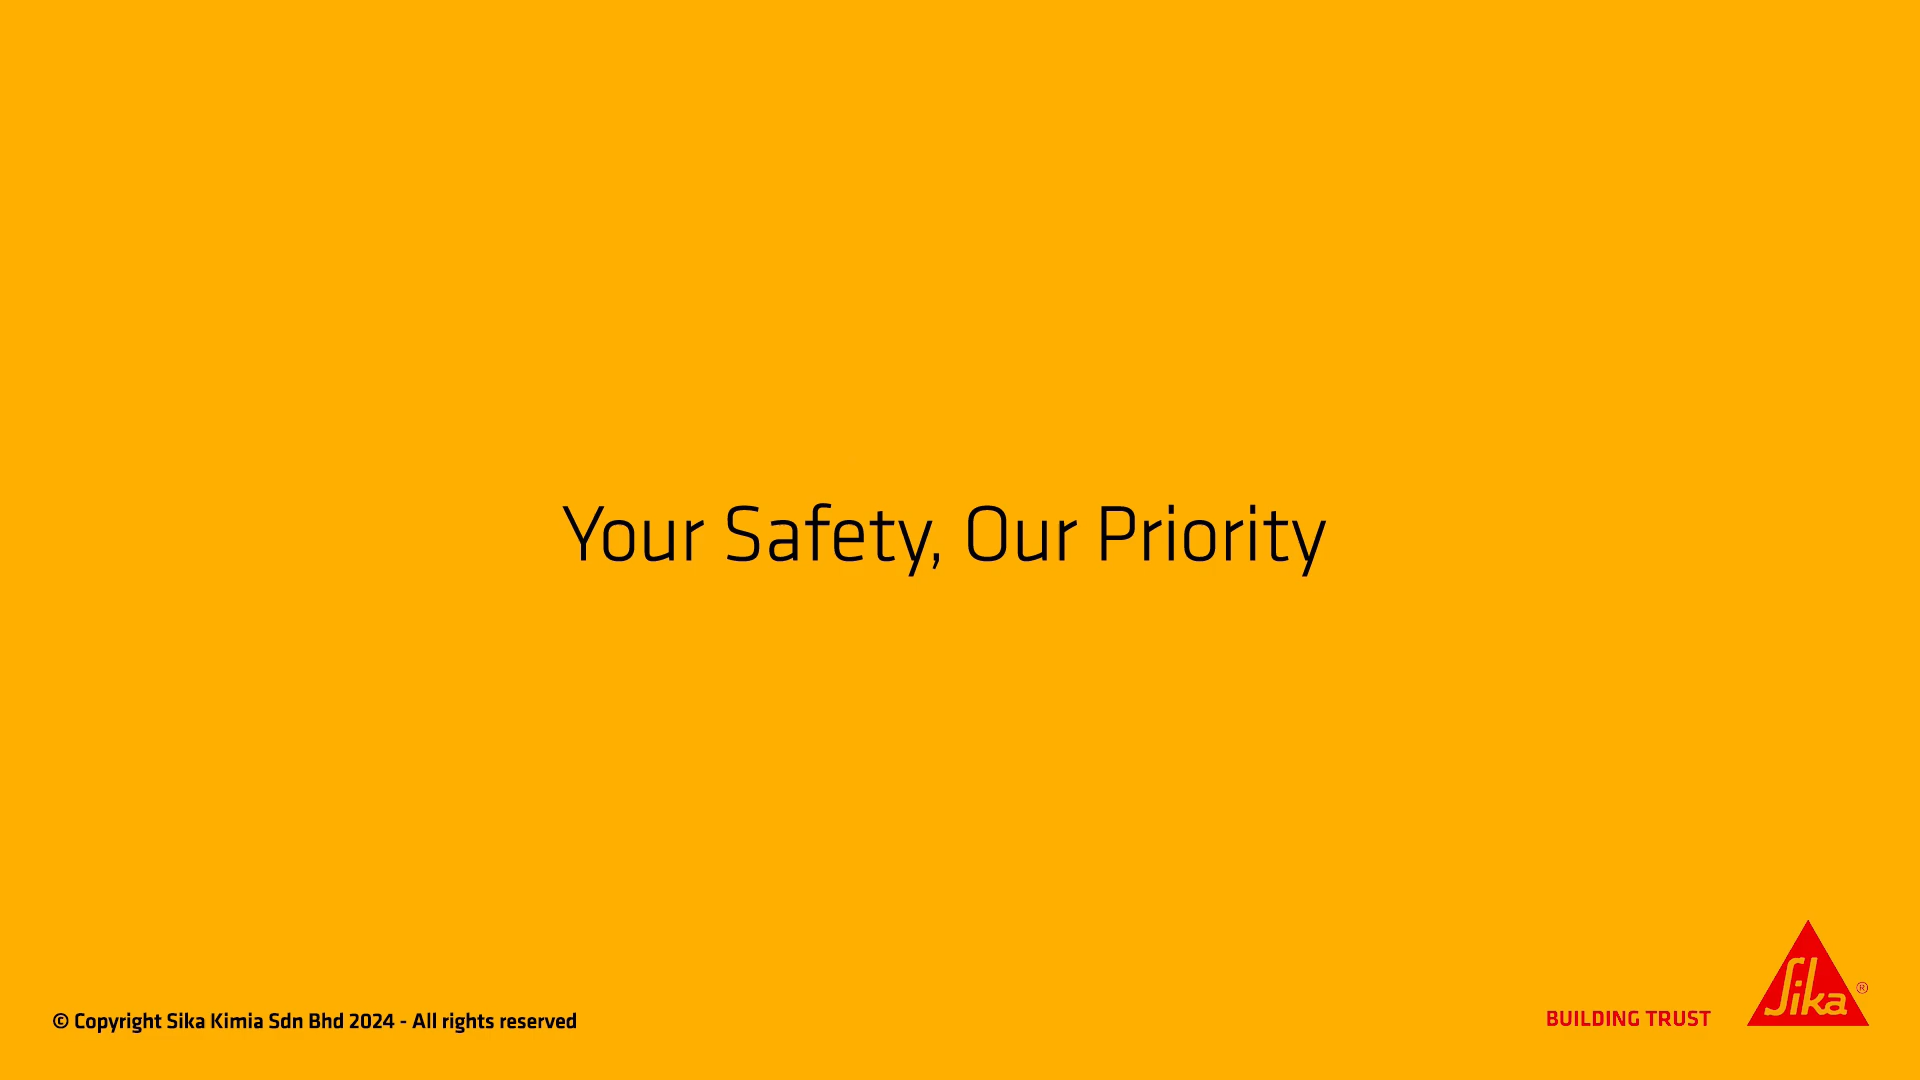 Your Safety, Our Priority
© Copyright Sika Kimia Sdn Bhd 2024 - All rights reserved
BUILDING TRUST
Sika®